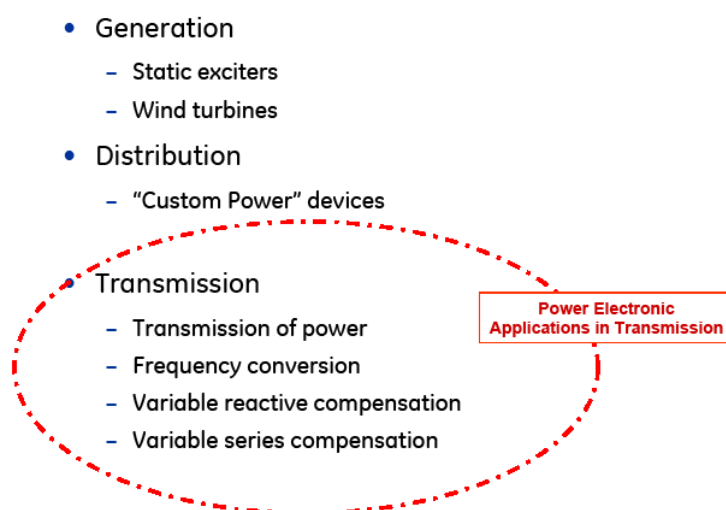 • Generation
– Static exciters
– Wind turbines
• Distribution
– “Custom Power” devices
• Transmission
– Transmission of power
– Frequency conversion
– Variable reactive compensation
– Variable series compensation
Power Electronic
Applications in Transmission